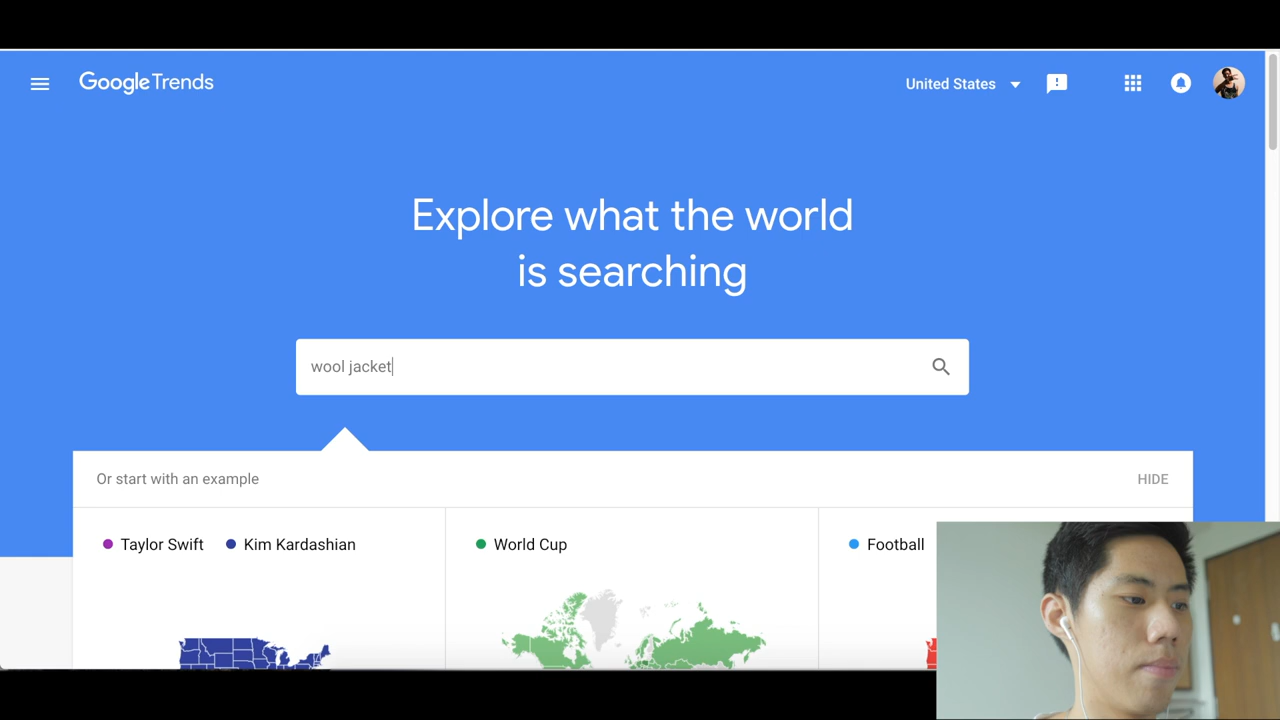 Google Trends
United States
Explore what the world
is searching
wool jacket
Or start with an example
HIDE
Taylor Swift
Kim Kardashian
World Cup
Football